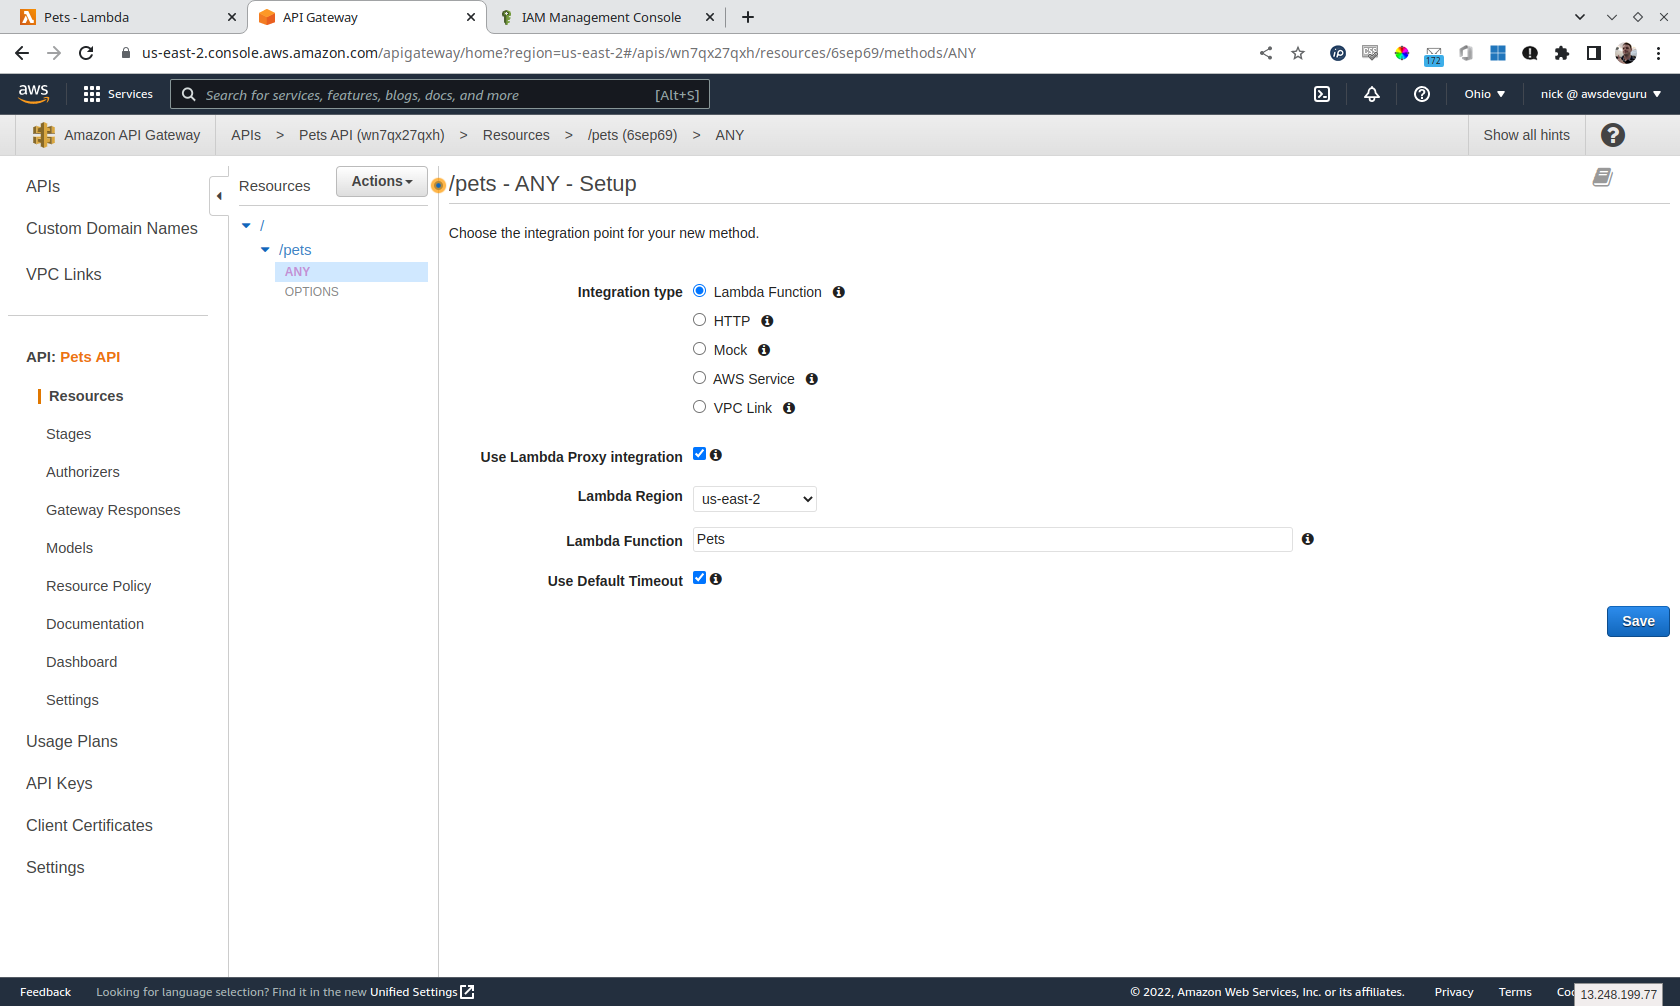 Pets - Lambda
API Gateway
IAM Management Console
us-east-2.console.aws.amazon.com/apigateway/home?region=us-east-2#/apis/wn7qx27qxh/resources/6sep69/methods/ANY
172
aws
Services
Search for services, features, blogs, docs, and more
[Alt+S]
Ohio
nick @ awsdevguru
Amazon API Gateway
APIs > Pets API (wn7qx27qxh) > Resources > /pets (6sep69) > ANY
Show all hints
APIs
Custom Domain Names
VPC Links
API: Pets API
Resources
Stages
Authorizers
Gateway Responses
Models
Resource Policy
Documentation
Dashboard
Settings
Usage Plans
API Keys
Client Certificates
Settings
Resources
Actions
/
/pets
ANY
OPTIONS
/pets - ANY - Setup
Choose the integration point for your new method.
Integration type
Lambda Function
HTTP
Mock
AWS Service
VPC Link
Use Lambda Proxy integration
Lambda Region us-east-2
Lambda Function Pets
Use Default Timeout
Save
Feedback
Looking for language selection? Find it in the new Unified Settings
© 2022, Amazon Web Services, Inc. or its affiliates.
Privacy
Terms
13.248.199.77